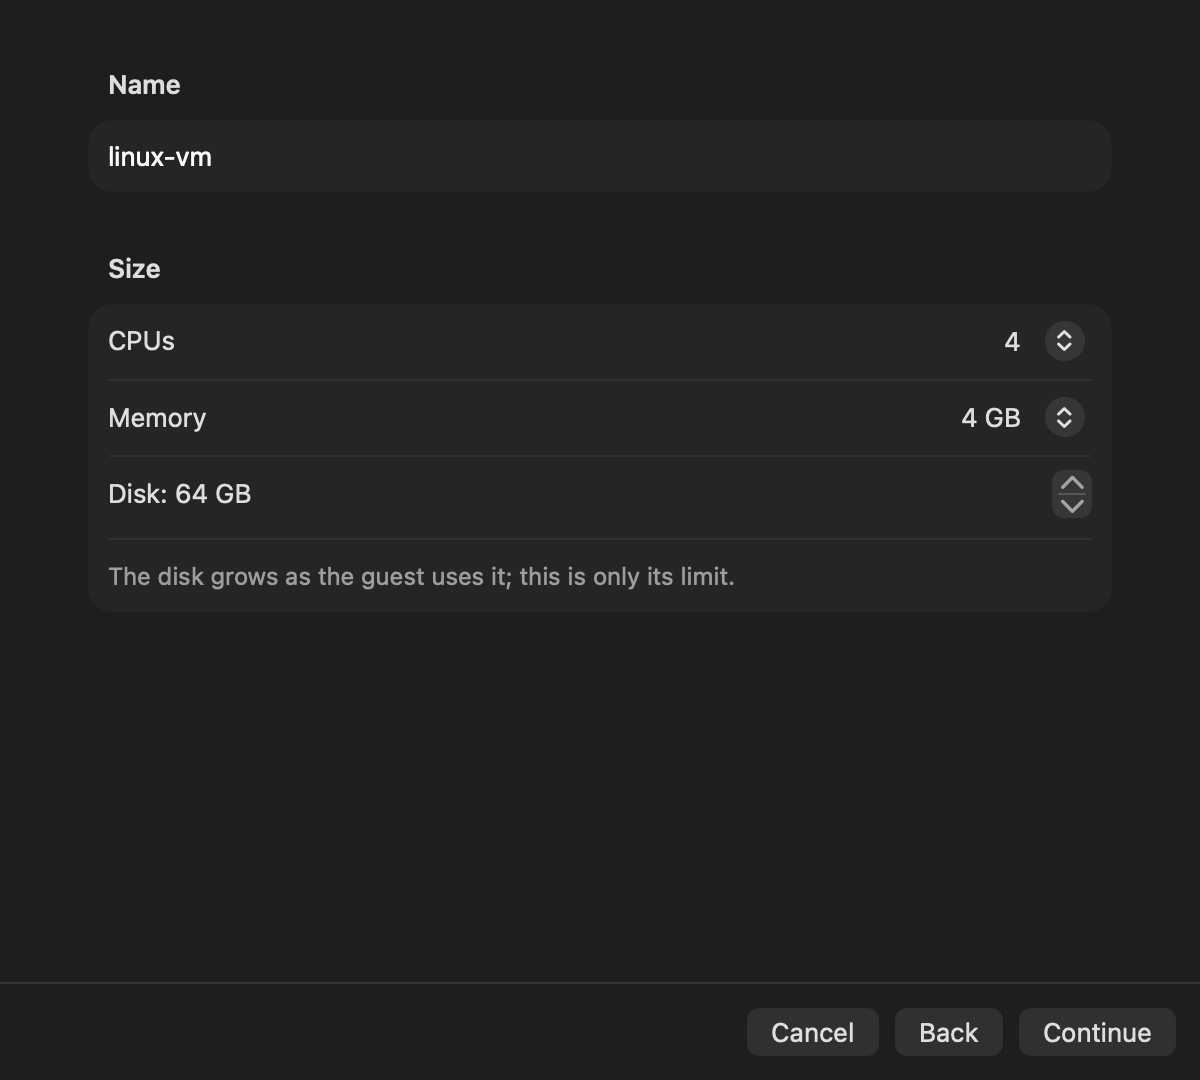 Name
linux-vm
Size
CPUs 4
Memory 4 GB
Disk: 64 GB
The disk grows as the guest uses it; this is only its limit.
Cancel Back Continue